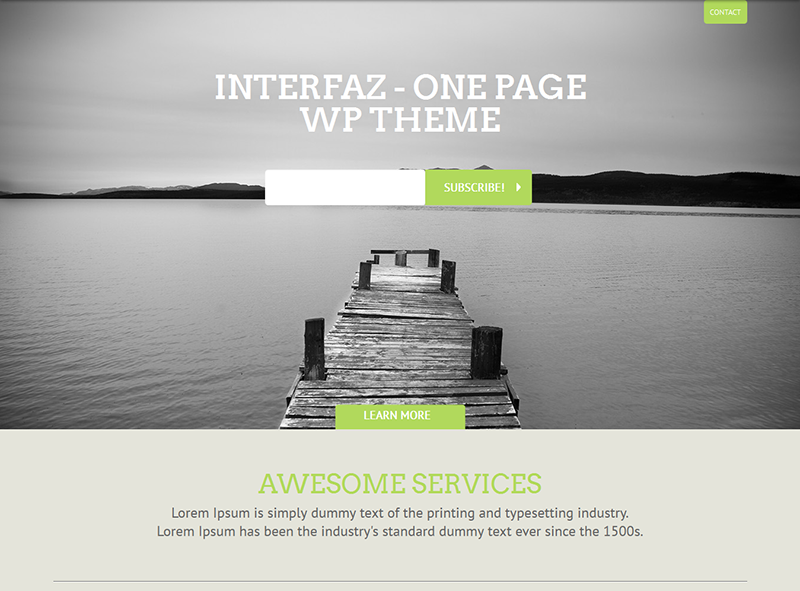 CONTACT
INTERFAZ - ONE PAGE
WP THEME
SUBSCRIBE!
LEARN MORE
AWESOME SERVICES
Lorem Ipsum is simply dummy text of the printing and typesetting industry.
Lorem Ipsum has been the industry's standard dummy text ever since the 1500s.